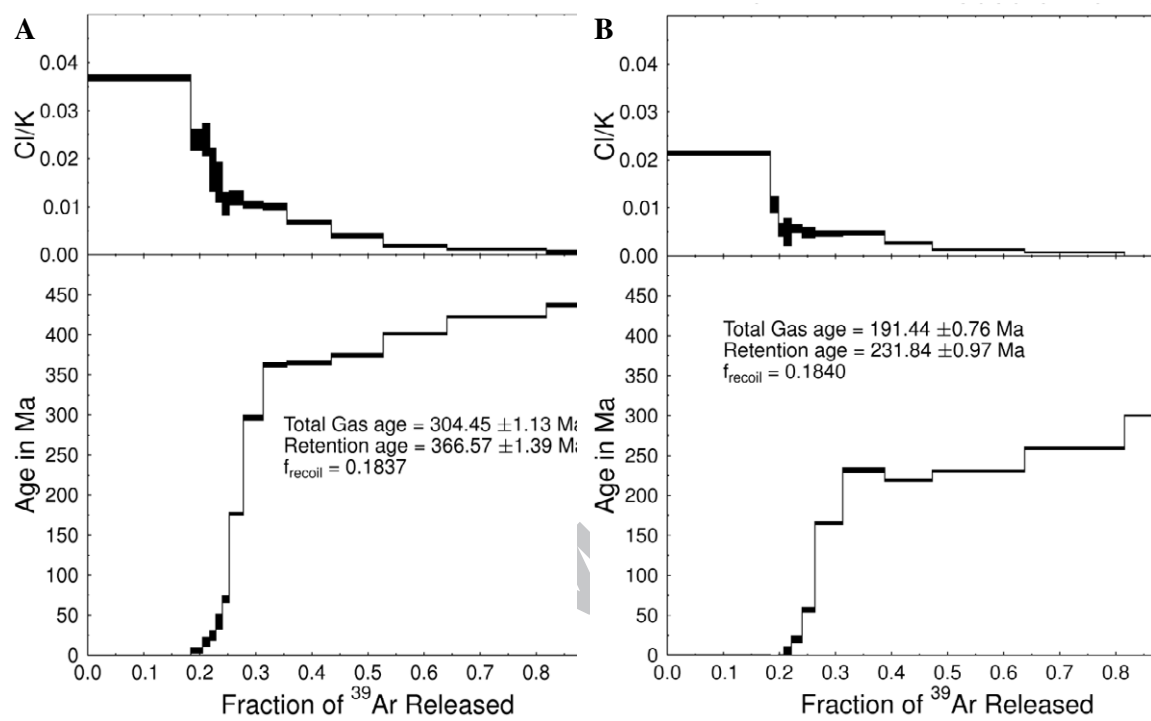 A
Cl/K
0.04
0.03
0.02
0.01
0.00
Age in Ma
450
400
350
300
250
200
150
100
50
0
Total Gas age = 304.45 ±1.13 Ma
Retention age = 366.57 ±1.39 Ma
f_recoil = 0.1837
0.0 0.1 0.2 0.3 0.4 0.5 0.6 0.7 0.8
Fraction of ³⁹Ar Released
B
Cl/K
0.04
0.03
0.02
0.01
0.00
Age in Ma
450
400
350
300
250
200
150
100
50
0
Total Gas age = 191.44 ±0.76 Ma
Retention age = 231.84 ±0.97 Ma
f_recoil = 0.1840
0.0 0.1 0.2 0.3 0.4 0.5 0.6 0.7 0.8
Fraction of ³⁹Ar Released